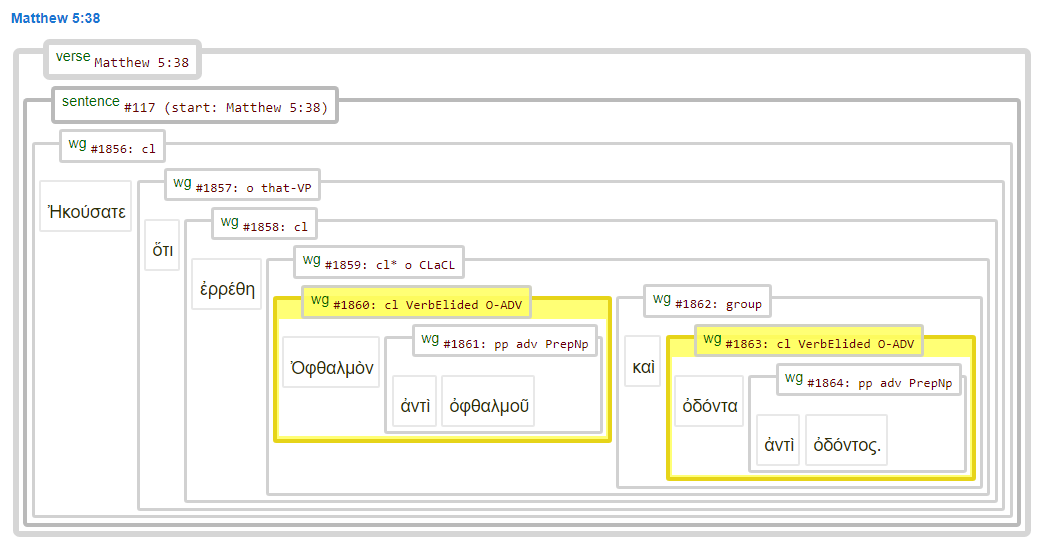 Matthew 5:38
verse Matthew 5:38
sentence #117 (start: Matthew 5:38)
wg #1856: cl
Ἠκούσατε
wg #1857: o that-VP
ὅτι
wg #1858: cl
ἐρρέθη
wg #1859: cl* o CLaCL
wg #1860: cl VerbElided O-ADV
Ὀφθαλμὸν
wg #1861: pp adv PrepNp
ἀντὶ ὀφθαλμοῦ
wg #1862: group
καὶ
wg #1863: cl VerbElided O-ADV
ὀδόντα
wg #1864: pp adv PrepNp
ἀντὶ ὀδόντος.